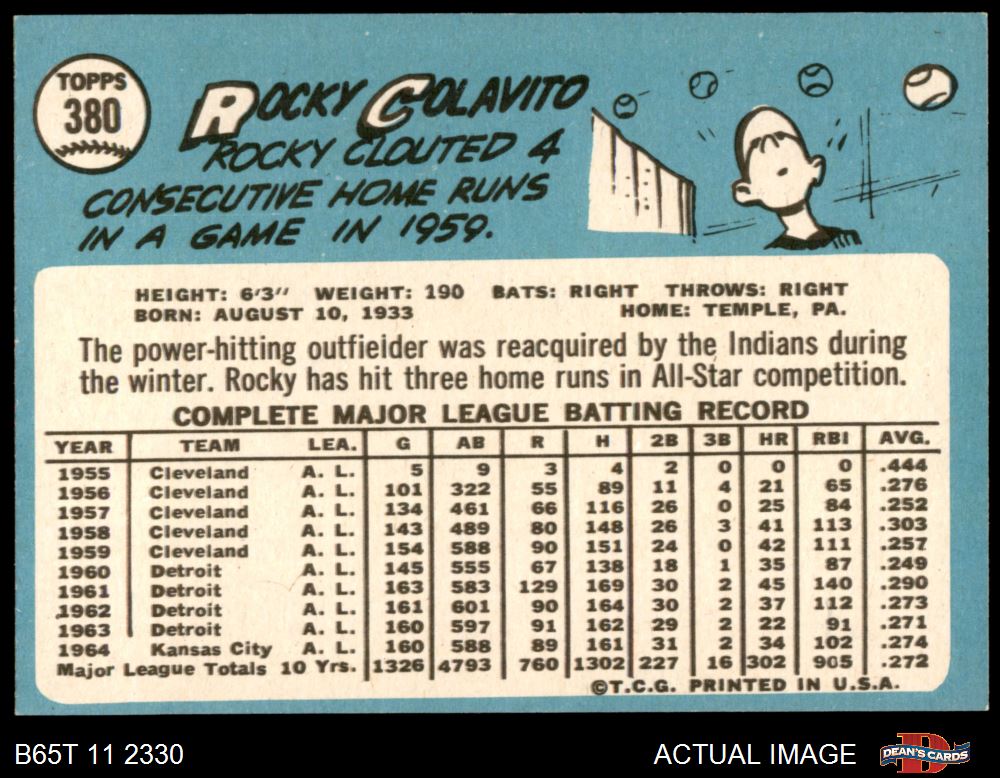 TOPPS
380
ROCKY COLAVITO
ROCKY CLOUTED 4
CONSECUTIVE HOME RUNS
IN A GAME IN 1959.
HEIGHT: 6'3" WEIGHT: 190 BATS: RIGHT THROWS: RIGHT
BORN: AUGUST 10, 1933 HOME: TEMPLE, PA.
The power-hitting outfielder was reacquired by the Indians during
the winter. Rocky has hit three home runs in All-Star competition.
COMPLETE MAJOR LEAGUE BATTING RECORD
YEAR TEAM LEA. G AB R H 2B 3B HR RBI AVG.
1955 Cleveland A. L. 5 9 3 4 2 0 0 0 .444
1956 Cleveland A. L. 101 322 55 89 11 4 21 65 .276
1957 Cleveland A. L. 134 461 66 116 26 0 25 84 .252
1958 Cleveland A. L. 143 489 80 148 26 3 41 113 .303
1959 Cleveland A. L. 154 588 90 151 24 0 42 111 .257
1960 Detroit A. L. 145 555 67 138 18 1 35 87 .249
1961 Detroit A. L. 163 583 129 169 30 2 45 140 .290
1962 Detroit A. L. 161 601 90 164 30 2 37 112 .273
1963 Detroit A. L. 160 597 91 162 29 2 22 91 .271
1964 Kansas City A. L. 160 588 89 161 31 2 34 102 .274
Major League Totals 10 Yrs. 1326 4793 760 1302 227 16 302 905 .272
©T.C.G. PRINTED IN U.S.A.
B65T 11 2330 ACTUAL IMAGE DEAN'S CARDS